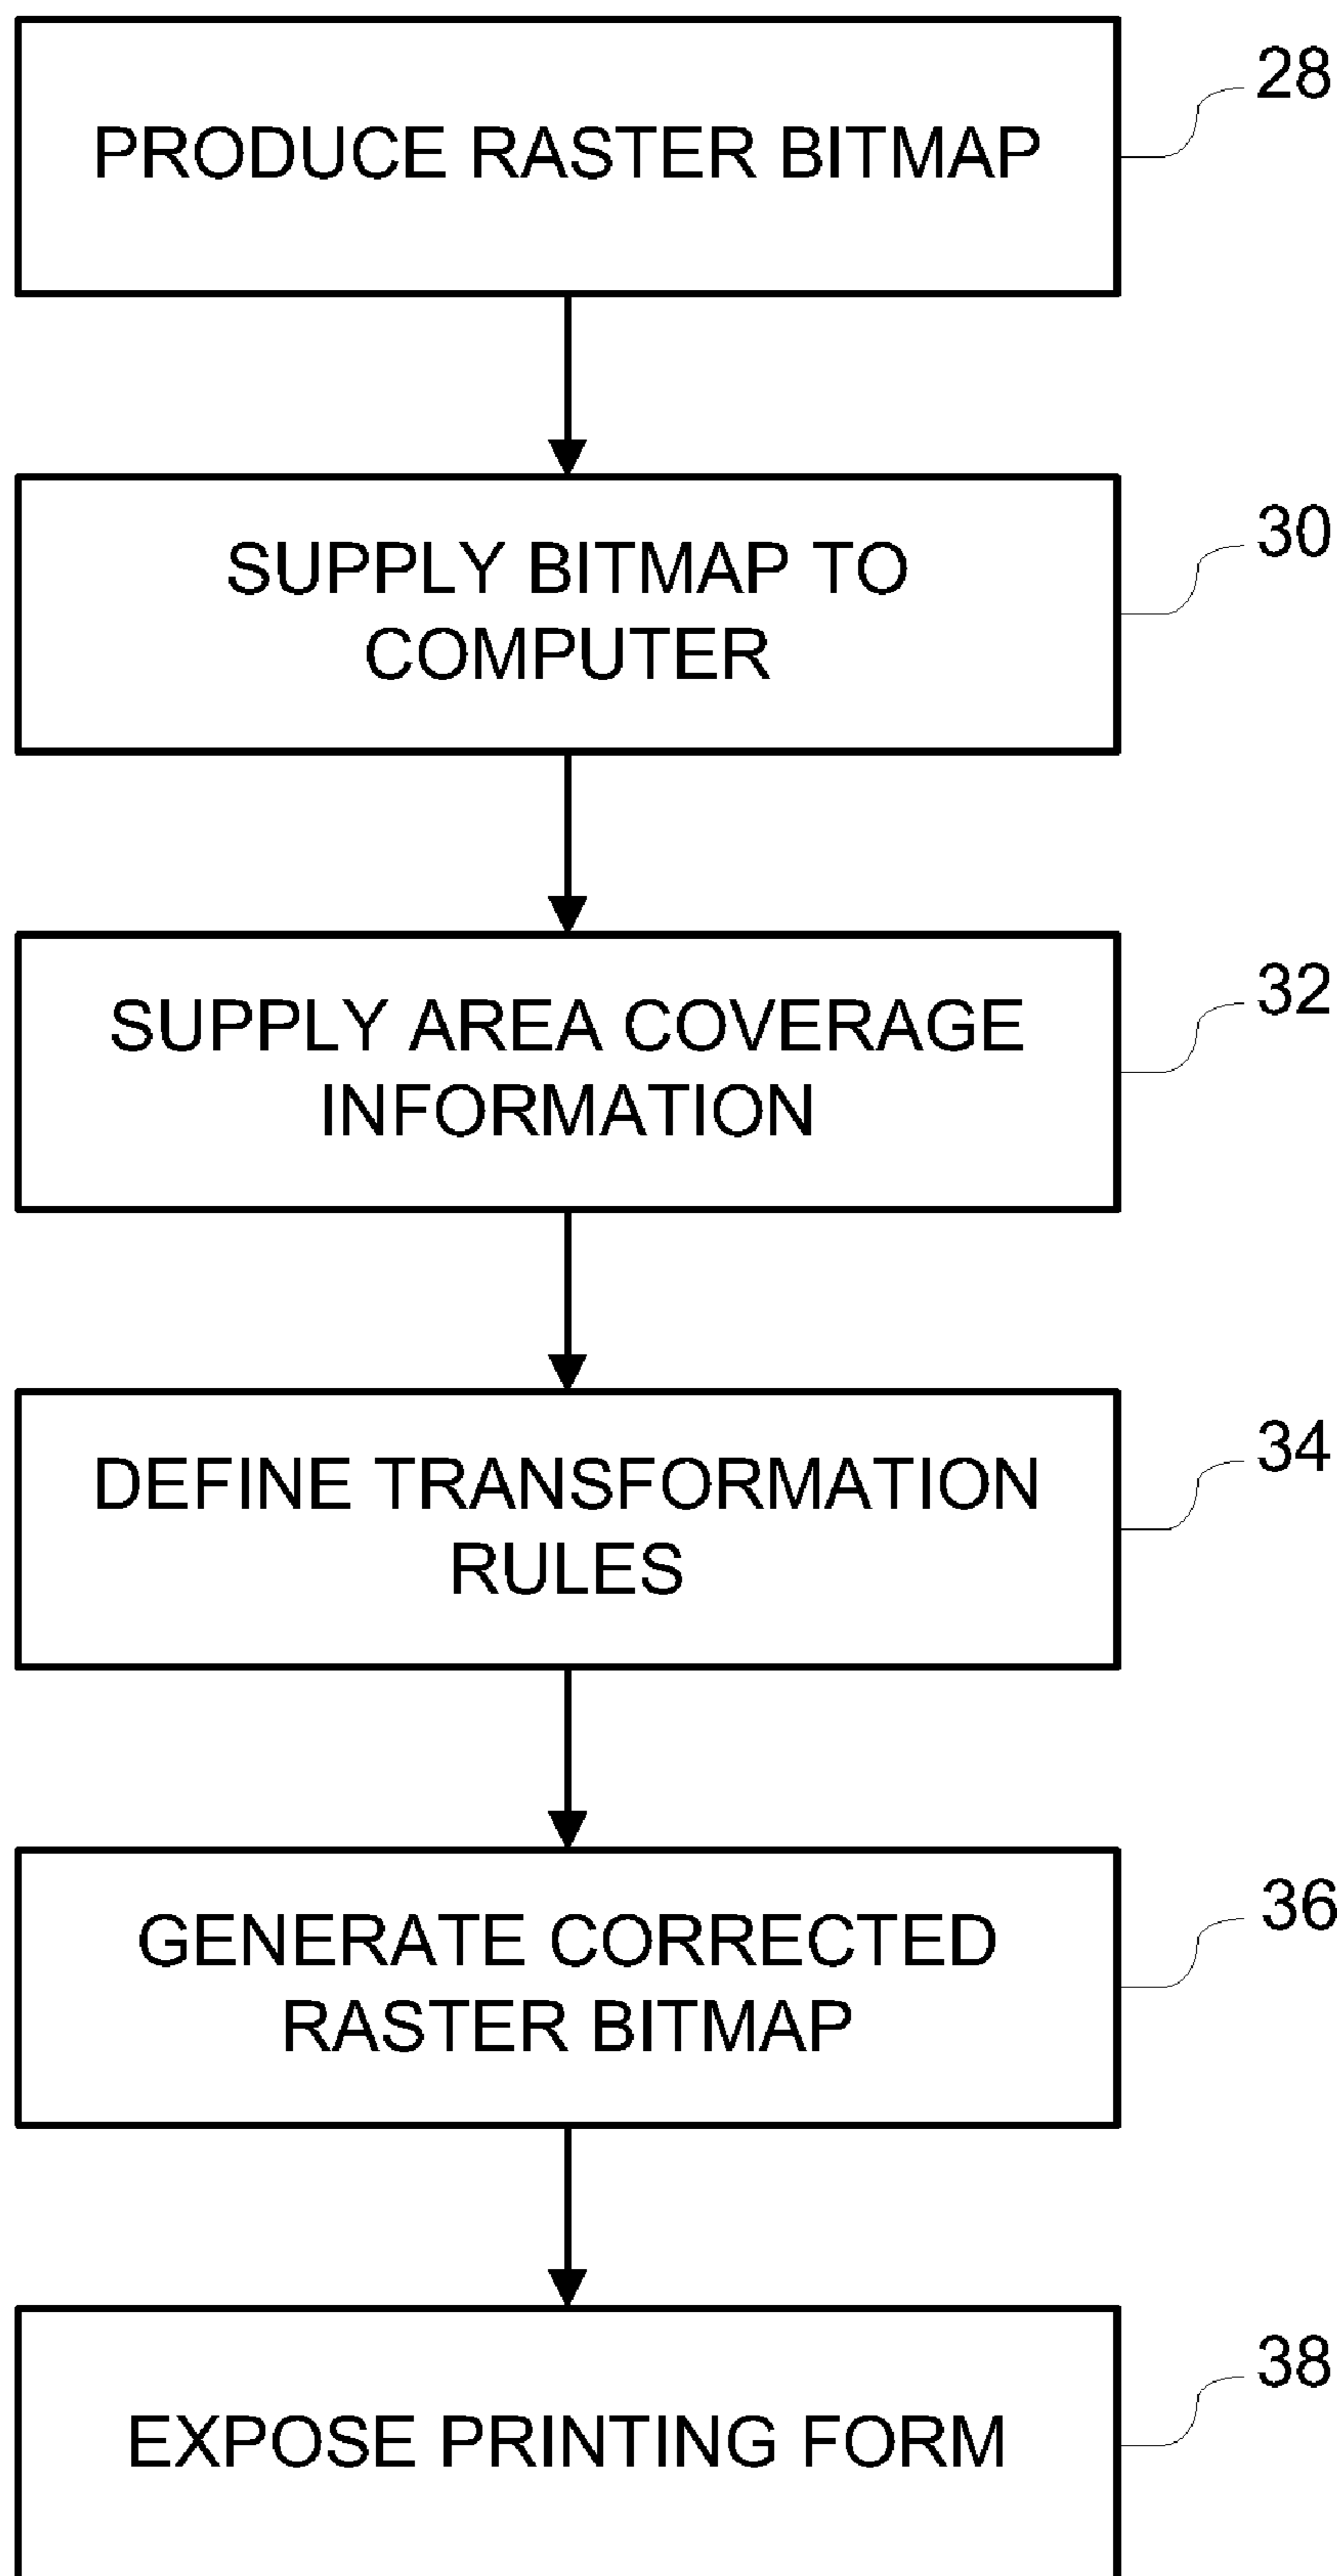 PRODUCE RASTER BITMAP
28
SUPPLY BITMAP TO
COMPUTER
30
SUPPLY AREA COVERAGE
INFORMATION
32
DEFINE TRANSFORMATION
RULES
34
GENERATE CORRECTED
RASTER BITMAP
36
EXPOSE PRINTING FORM
38